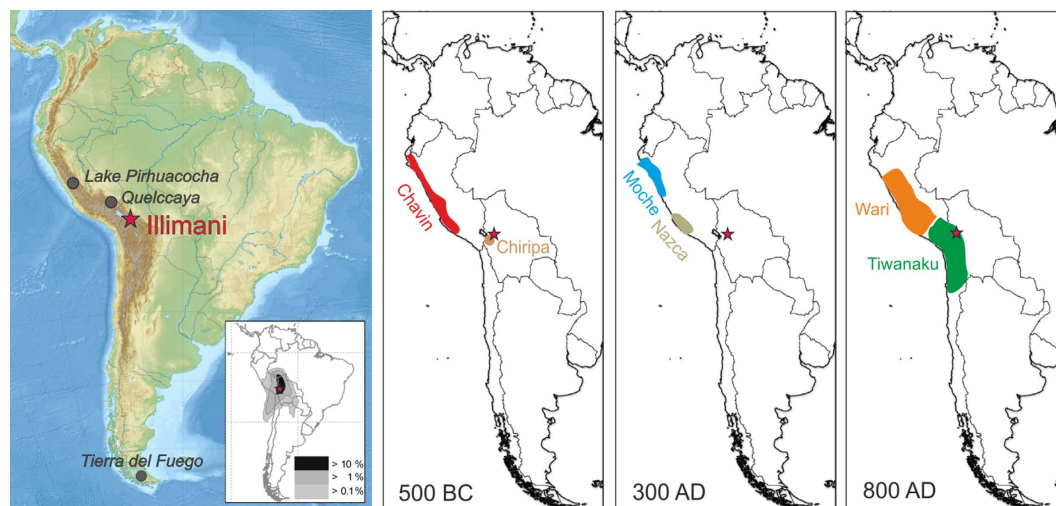 Lake Pirhuacocha
Quelccaya
Illimani
Tierra del Fuego
> 10 %
> 1 %
> 0.1%
Chavin
Chiripa
500 BC
Moche
Nazca
300 AD
Wari
Tiwanaku
800 AD